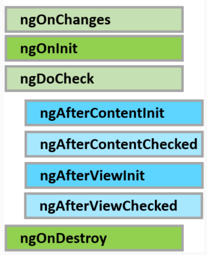 ngOnChanges
ngOnInit
ngDoCheck
ngAfterContentInit
ngAfterContentChecked
ngAfterViewInit
ngAfterViewChecked
ngOnDestroy